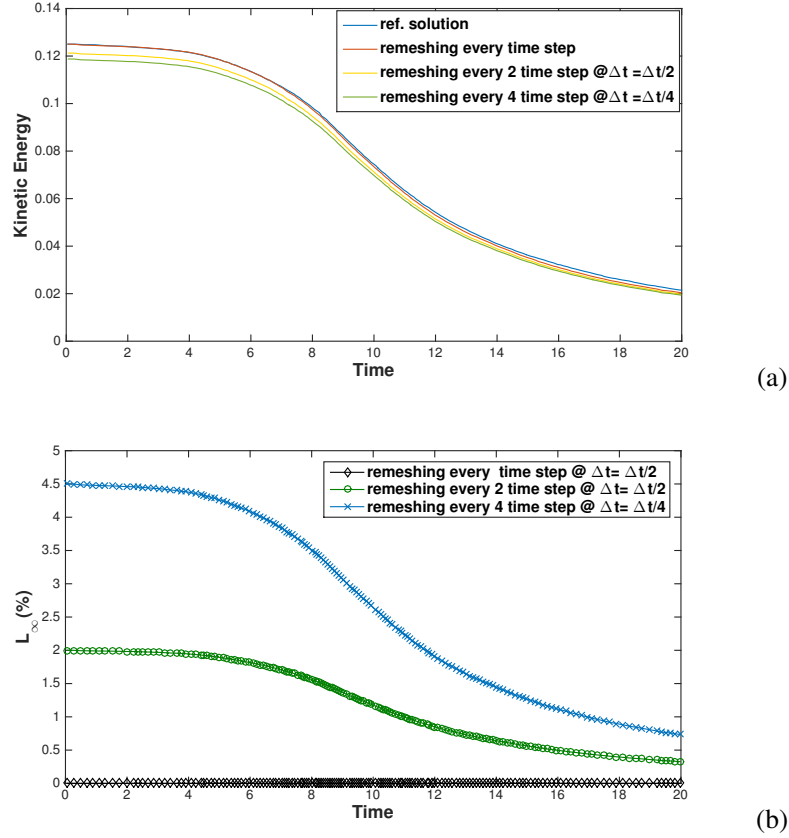 0.14
0.12
0.1
0.08
0.06
0.04
0.02
0
Kinetic Energy
ref. solution
remeshing every time step
remeshing every 2 time step @Δt =Δt/2
remeshing every 4 time step @Δt =Δt/4
0 2 4 6 8 10 12 14 16 18 20
Time
(a)
5
4.5
4
3.5
3
2.5
2
1.5
1
0.5
0
L∞(%)
remeshing every time step @ Δt= Δt/2
remeshing every 2 time step @ Δt= Δt/2
remeshing every 4 time step @ Δt= Δt/4
0 2 4 6 8 10 12 14 16 18 20
Time
(b)